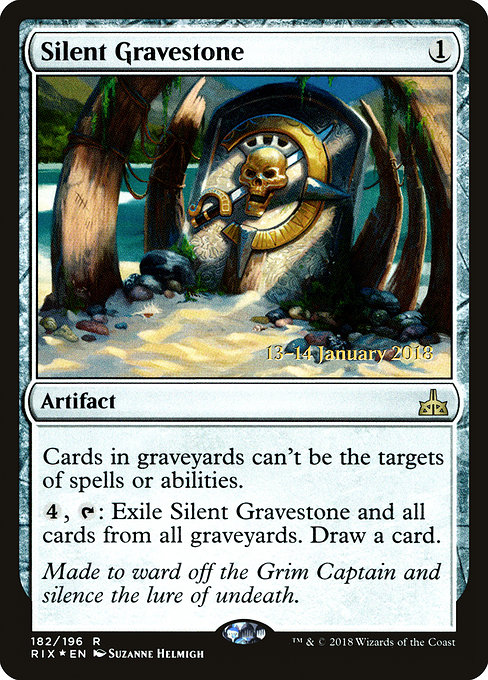 Silent Gravestone 1
13–14 January 2018
Artifact
Cards in graveyards can't be the targets
of spells or abilities.
4, : Exile Silent Gravestone and all
cards from all graveyards. Draw a card.
Made to ward off the Grim Captain and
silence the lure of undeath.
182/196 R
RIX EN Suzanne Helmigh
™ & © 2018 Wizards of the Coast